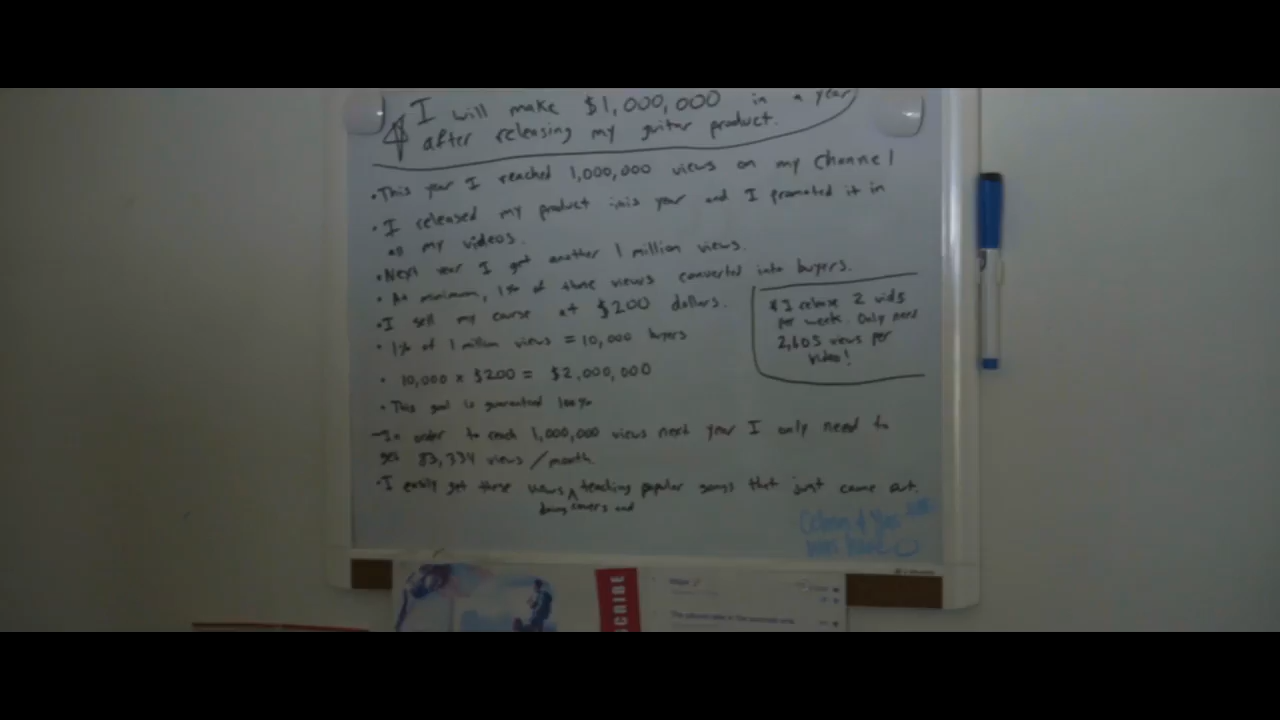 I will make $1,000,000 in a year
after releasing my guitar product.
• This year I reached 1,000,000 views on my channel
• I released my product this year and I promoted it in
all my videos.
• Next year I get another 1 million views.
• At minimum, 1% of those views converted into buyers.
• I sell my course at $200 dollars.
• 1% of 1 million views = 10,000 buyers
• 10,000 x $200 = $2,000,000
• This goal is guaranteed 100%
* I release 2 vids
per week. Only need
2,605 views per
video!
- In order to reach 1,000,000 views next year I only need to
get 83,334 views / month.
• I easily get these views ^ teaching popular songs that just came out.
doing covers and
was here
SCRIBE